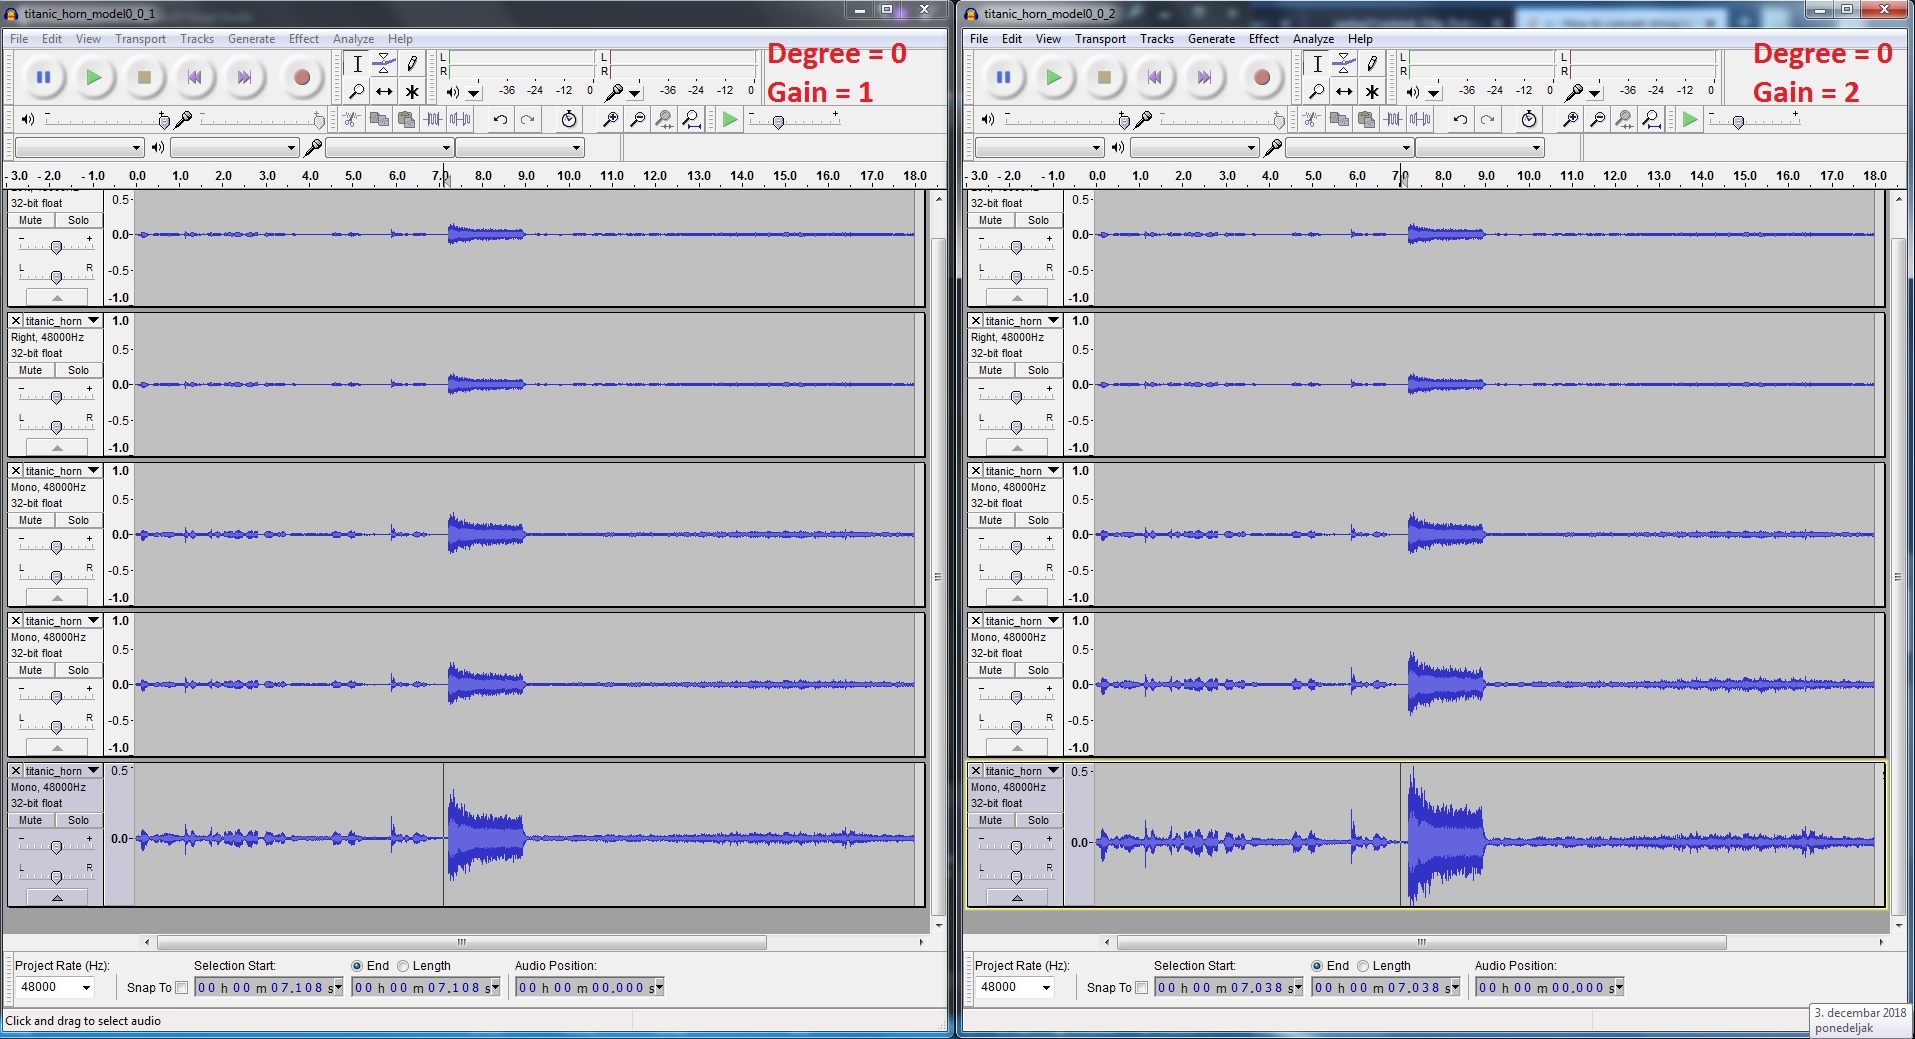 titanic_horn_model0_0_1
File Edit View Transport Tracks Generate Effect Analyze Help
Degree = 0
Gain = 1
L
R
-36 -24 -12 0
L
R
-36 -24 -12 0
- 3.0 - 2.0 - 1.0 0.0 1.0 2.0 3.0 4.0 5.0 6.0 7.0 8.0 9.0 10.0 11.0 12.0 13.0 14.0 15.0 16.0 17.0 18.0
32-bit float
Mute Solo
- +
L R
0.5
0.0
-0.5
-1.0
titanic_horn
Right, 48000Hz
32-bit float
Mute Solo
- +
L R
1.0
0.5
0.0
-0.5
-1.0
titanic_horn
Mono, 48000Hz
32-bit float
Mute Solo
- +
L R
1.0
0.5
0.0
-0.5
-1.0
titanic_horn
Mono, 48000Hz
32-bit float
Mute Solo
- +
L R
1.0
0.5
0.0
-0.5
-1.0
titanic_horn
Mono, 48000Hz
32-bit float
Mute Solo
- +
L R
0.5
0.0
Project Rate (Hz):
48000
Snap To
Selection Start:
End Length
Audio Position:
00 h 00 m 07.108 s
00 h 00 m 07.108 s
00 h 00 m 00.000 s
Click and drag to select audio
titanic_horn_model0_0_2
File Edit View Transport Tracks Generate Effect Analyze Help
Degree = 0
Gain = 2
L
R
-36 -24 -12 0
L
R
-36 -24 -12 0
- 3.0 - 2.0 - 1.0 0.0 1.0 2.0 3.0 4.0 5.0 6.0 7.0 8.0 9.0 10.0 11.0 12.0 13.0 14.0 15.0 16.0 17.0 18.0
32-bit float
Mute Solo
- +
L R
0.5
0.0
-0.5
-1.0
titanic_horn
Right, 48000Hz
32-bit float
Mute Solo
- +
L R
1.0
0.5
0.0
-0.5
-1.0
titanic_horn
Mono, 48000Hz
32-bit float
Mute Solo
- +
L R
1.0
0.5
0.0
-0.5
-1.0
titanic_horn
Mono, 48000Hz
32-bit float
Mute Solo
- +
L R
1.0
0.5
0.0
-0.5
-1.0
titanic_horn
Mono, 48000Hz
32-bit float
Mute Solo
- +
L R
0.5
0.0
Project Rate (Hz):
48000
Snap To
Selection Start:
End Length
Audio Position:
00 h 00 m 07.038 s
00 h 00 m 07.038 s
00 h 00 m 00.000 s
3. decembar 2018
ponedeljak